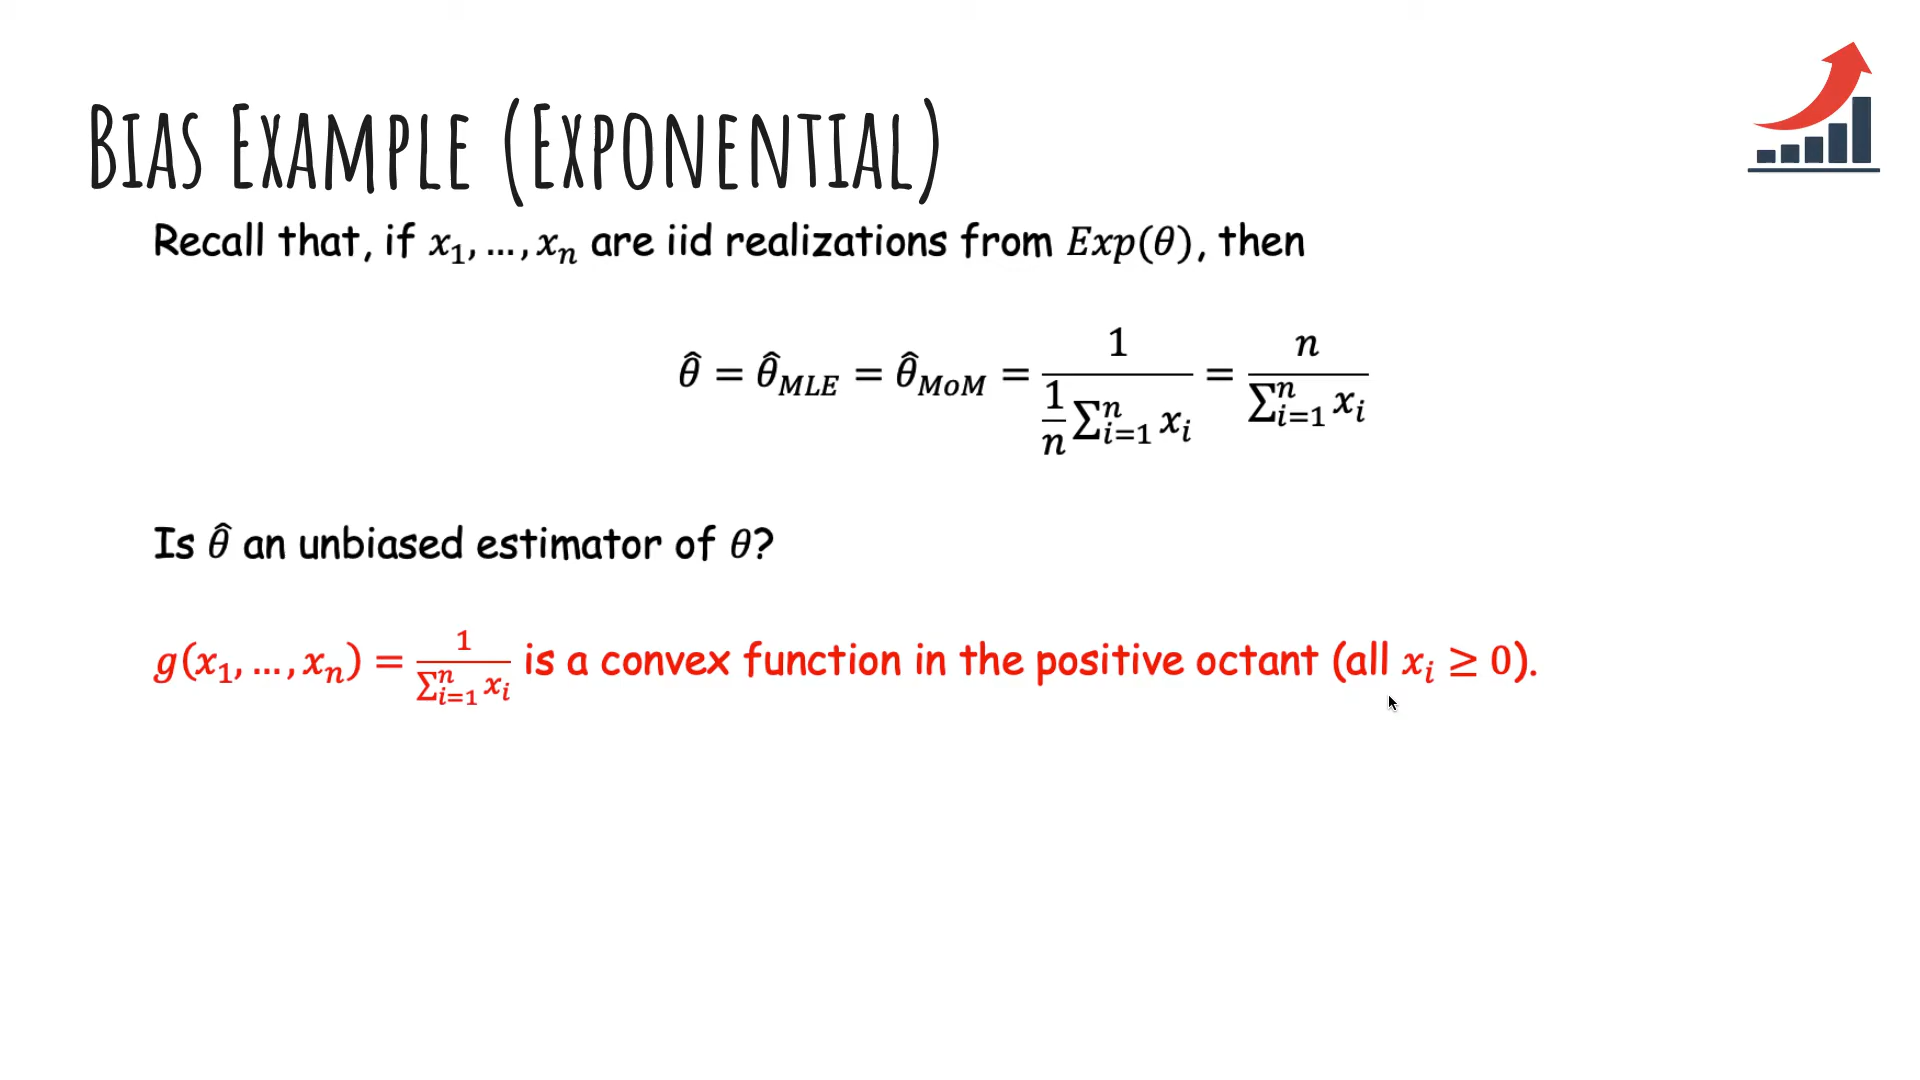 BIAS EXAMPLE (EXPONENTIAL)
Recall that, if x₁, …, xₙ are iid realizations from Exp(θ), then
θ̂ = θ̂_MLE = θ̂_MoM = 1 / ((1/n) ∑ᵢ₌₁ⁿ xᵢ) = n / (∑ᵢ₌₁ⁿ xᵢ)
Is θ̂ an unbiased estimator of θ?
g(x₁, …, xₙ) = 1 / (∑ᵢ₌₁ⁿ xᵢ) is a convex function in the positive octant (all xᵢ ≥ 0).